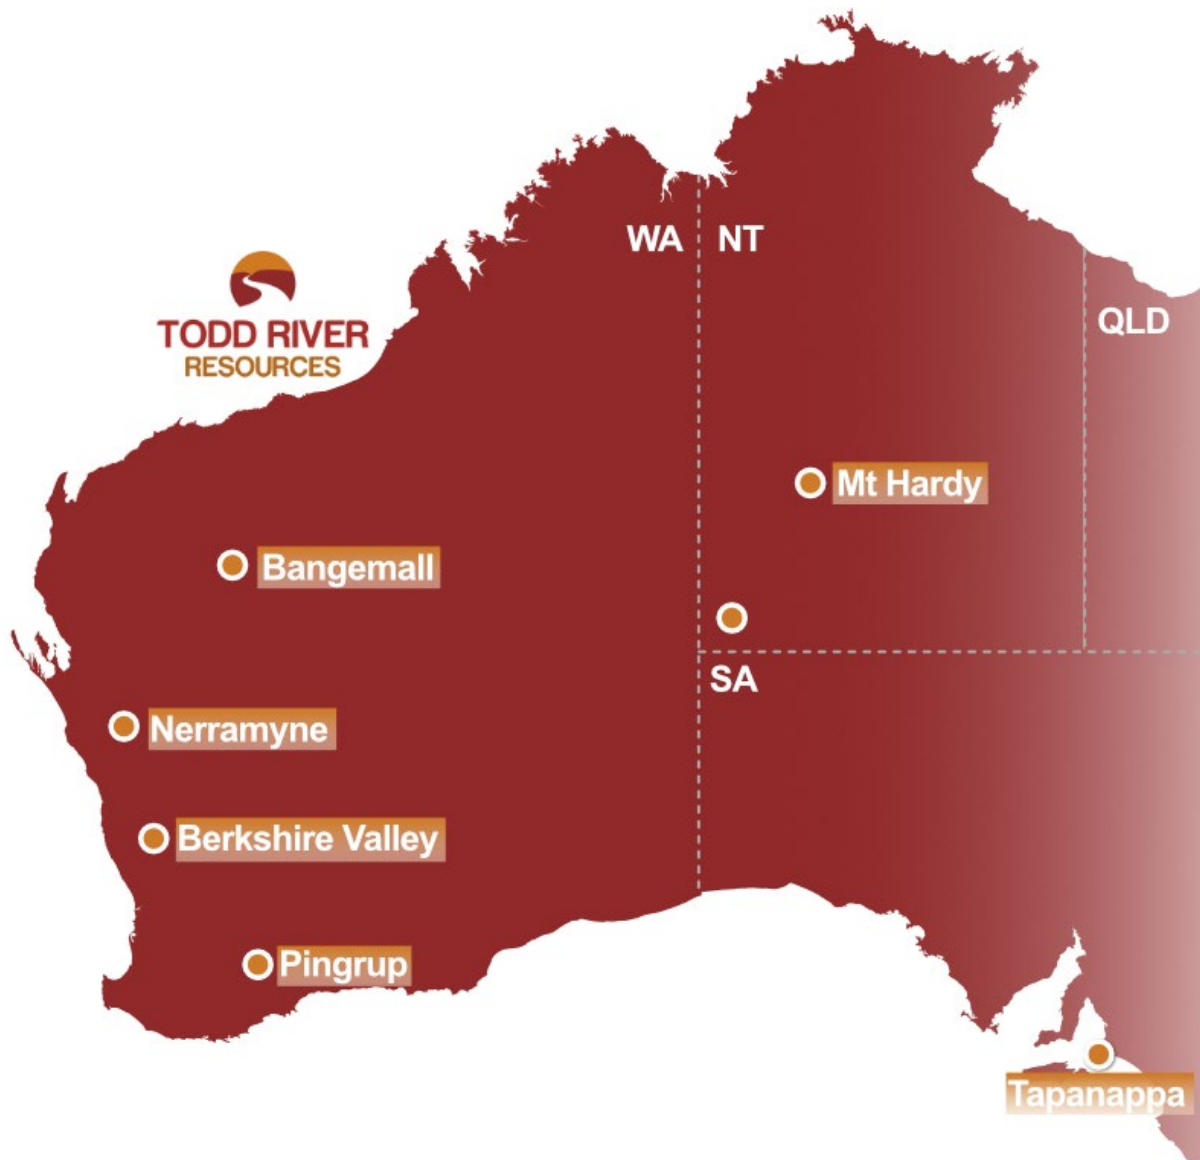 WA
NT
TODD RIVER
RESOURCES
QLD
Mt Hardy
Bangemall
SA
Nerramyne
Berkshire Valley
Pingrup
Tapanappa